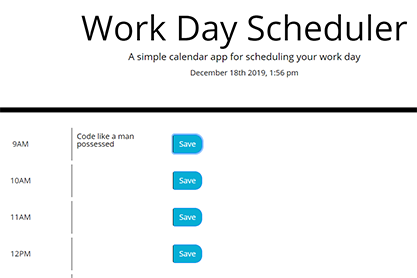 Work Day Scheduler
A simple calendar app for scheduling your work day
December 18th 2019, 1:56 pm
9AM
Code like a man
possessed
Save
10AM
Save
11AM
Save
12PM
Save